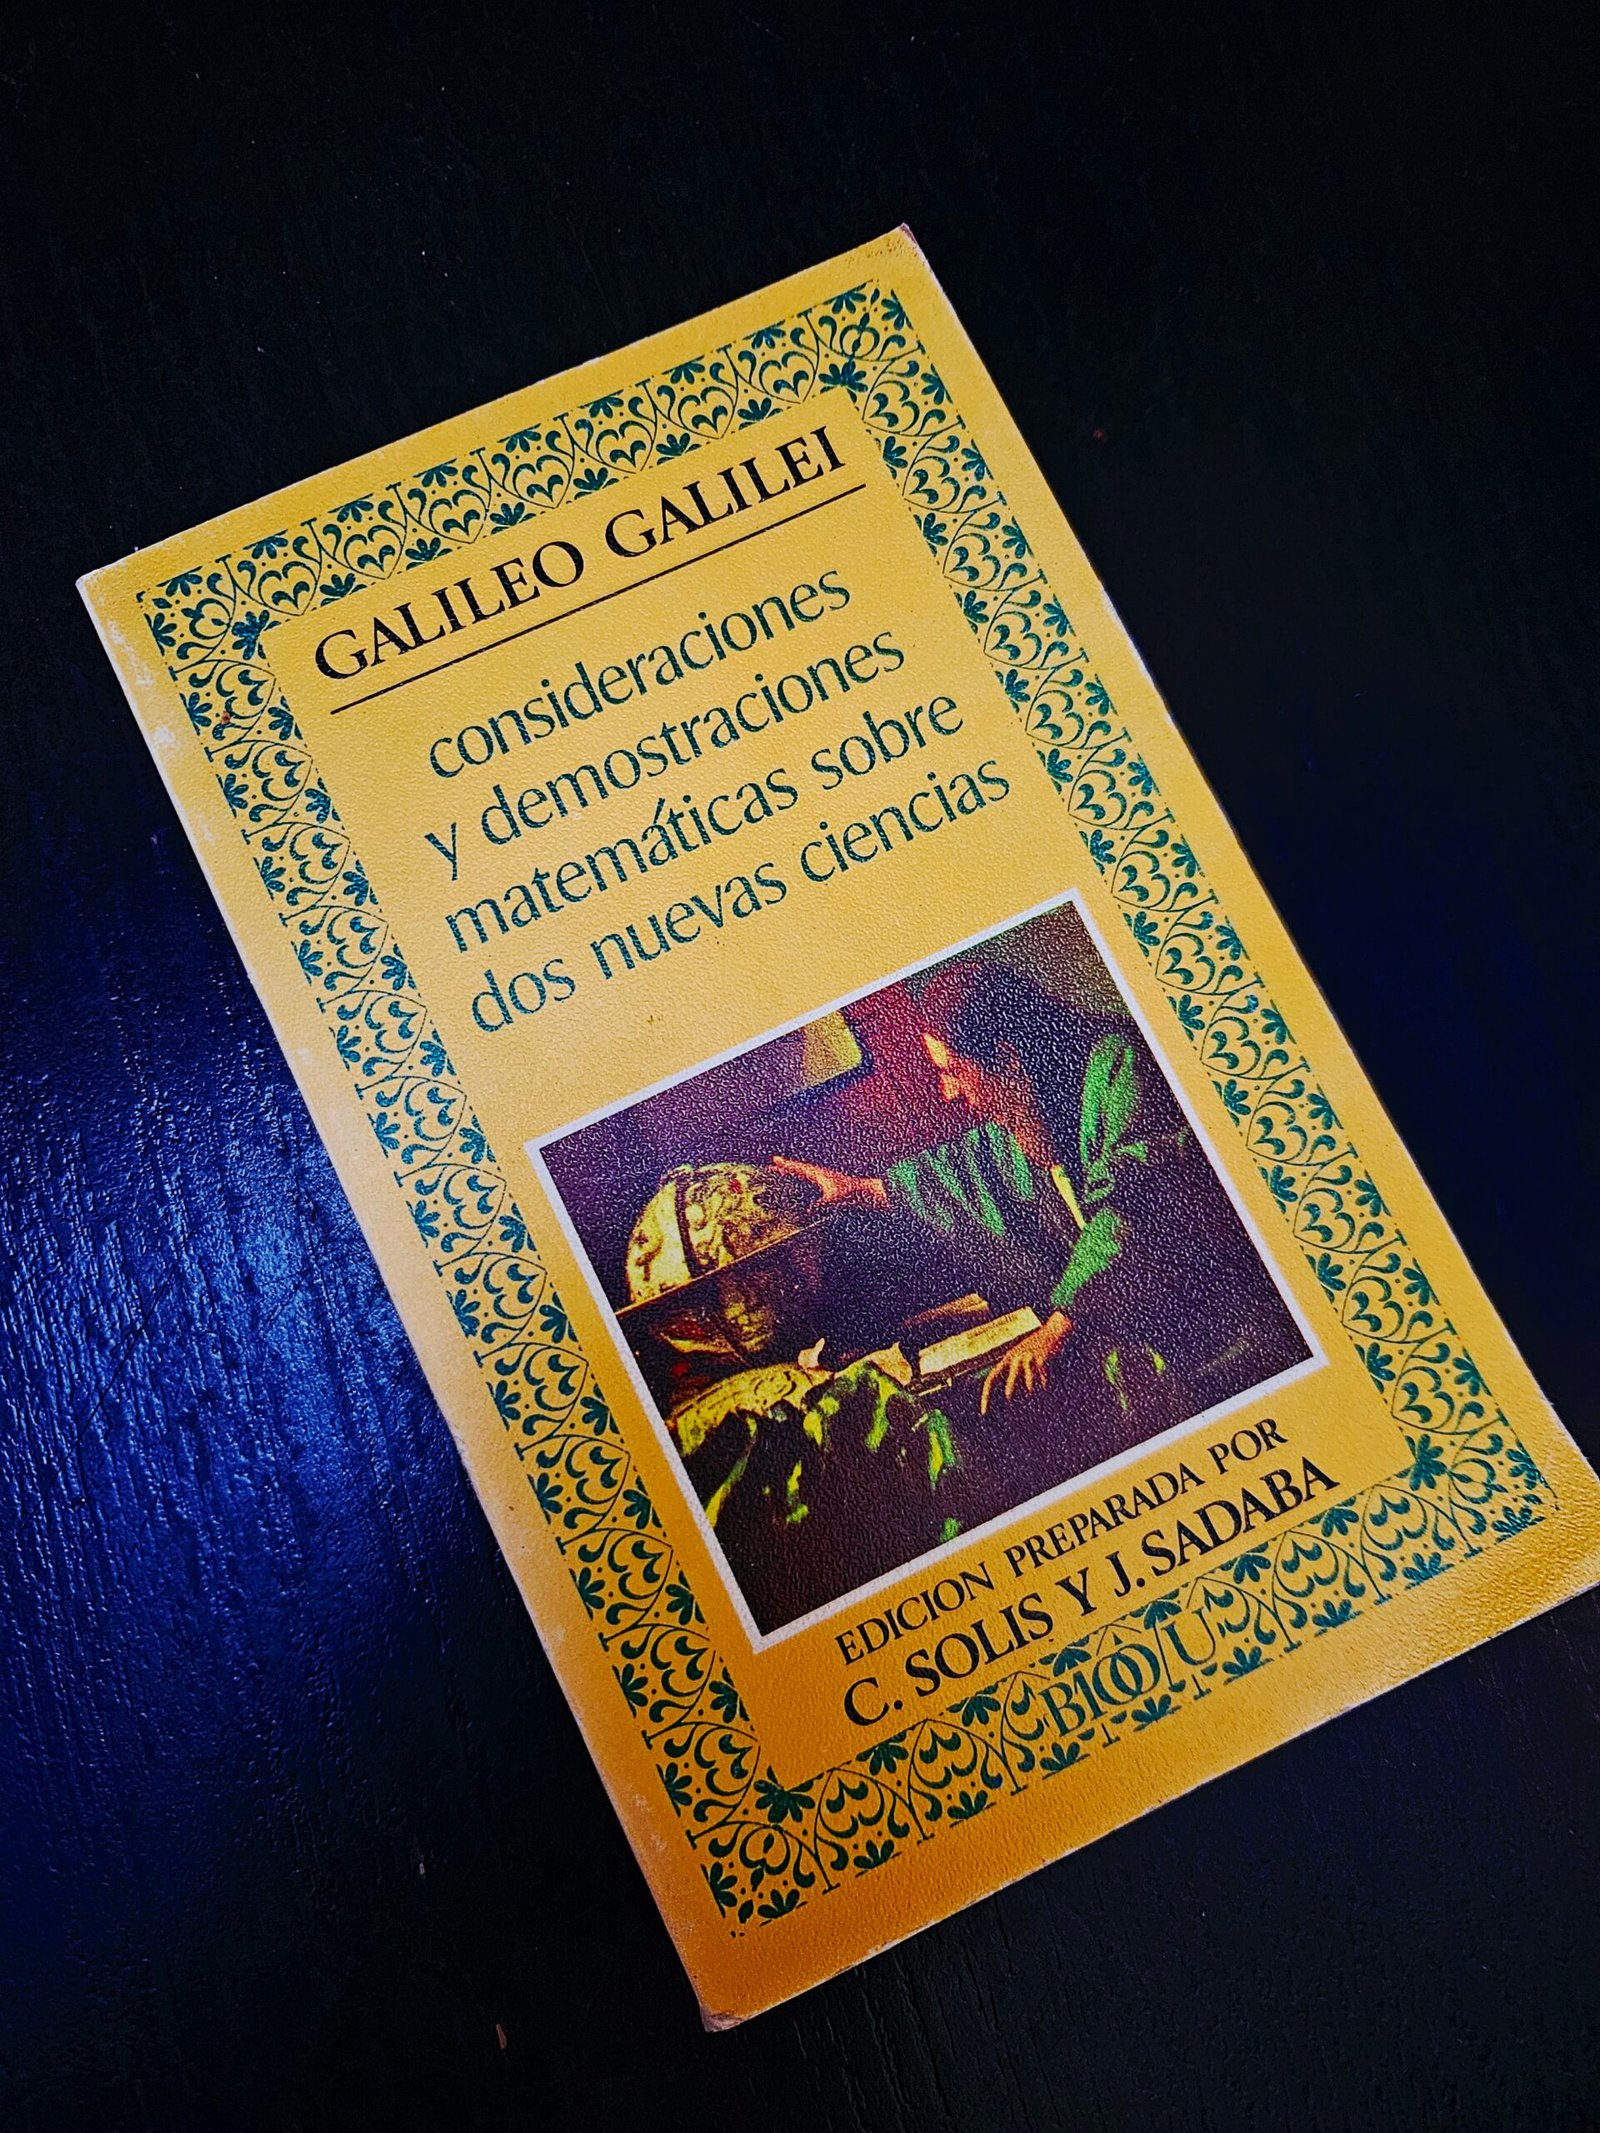 GALILEO GALILEI
consideraciones
y demostraciones
matemáticas sobre
dos nuevas ciencias
EDICION PREPARADA POR
C. SOLIS Y J. SADABA